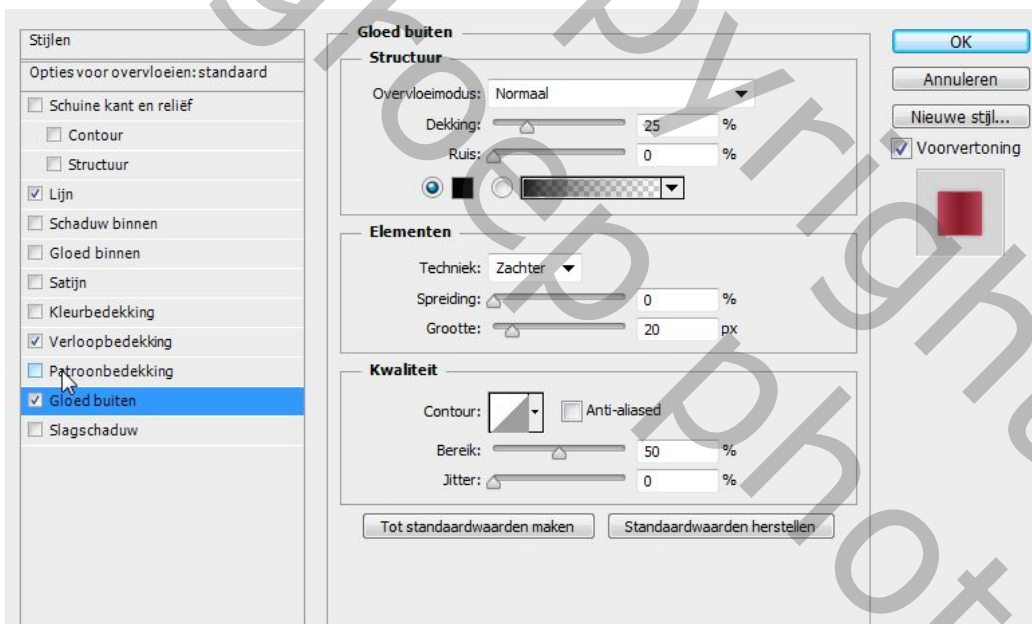 Stijlen
Opties voor overvloeien: standaard
Schuine kant en reliëf
Contour
Structuur
Lijn
Schaduw binnen
Gloed binnen
Satijn
Kleurbedekking
Verloopbedekking
Patroonbedekking
Gloed buiten
Slagschaduw
Gloed buiten
Structuur
Overvloeimodus: Normaal
Dekking: 25 %
Ruis: 0 %
Elementen
Techniek: Zachter
Spreiding: 0 %
Grootte: 20 px
Kwaliteit
Contour: Anti-aliased
Bereik: 50 %
Jitter: 0 %
Tot standaardwaarden maken Standaardwaarden herstellen
OK
Annuleren
Nieuwe stijl...
Voorvertoning